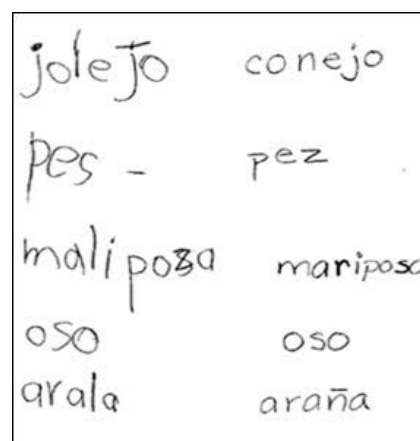 jolejo conejo
pes - pez
maliposa mariposa
oso oso
arala araña